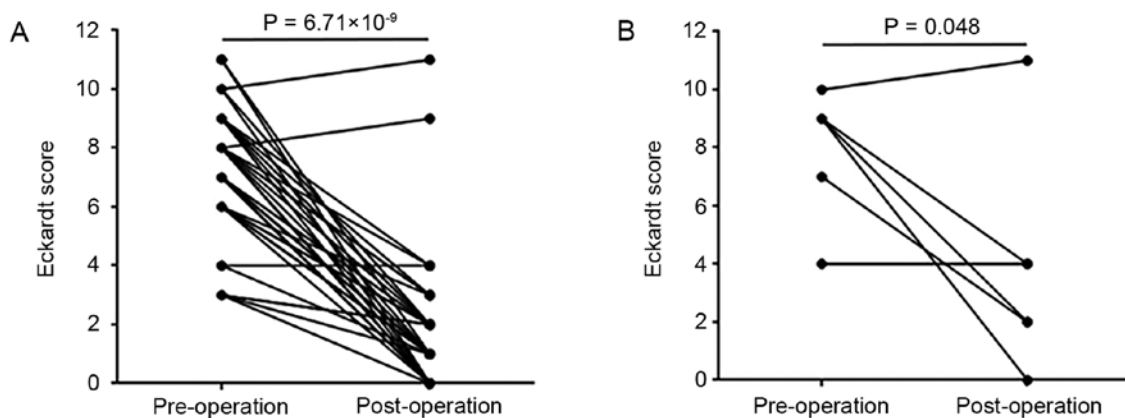 A
P = 6.71×10⁻⁹
12
10
8
6
4
2
0
Eckardt score
Pre-operation
Post-operation
B
P = 0.048
12
10
8
6
4
2
0
Eckardt score
Pre-operation
Post-operation